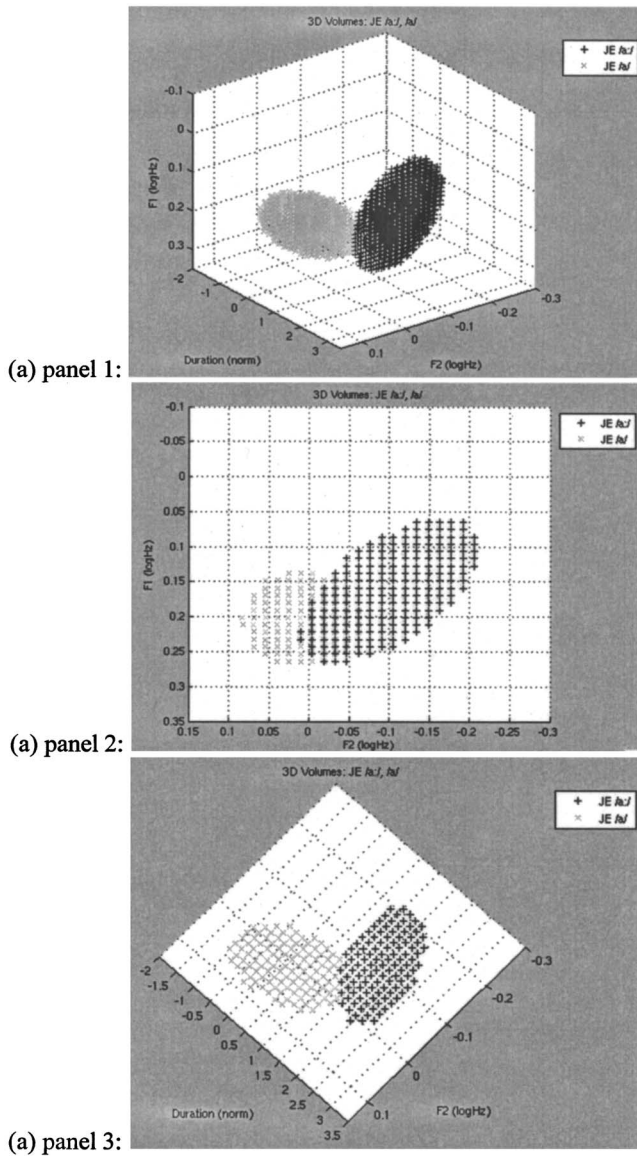 3D Volumes: JE /a:/, /a/
+ JE /a:/
× JE /a/
-0.1
0
0.1
0.2
0.3
F1 (logHz)
-2
-1
0
1
2
3
Duration (norm)
0.1
0
-0.1
-0.2
-0.3
F2 (logHz)
(a) panel 1:
3D Volumes: JE /a:/, /a/
+ JE /a:/
× JE /a/
-0.1
-0.05
0
0.05
0.1
0.15
0.2
0.25
0.3
0.35
F1 (logHz)
0.15 0.1 0.05 0 -0.05 -0.1 -0.15 -0.2 -0.25 -0.3
F2 (logHz)
(a) panel 2:
3D Volumes: JE /a:/, /a/
+ JE /a:/
× JE /a/
-2
-1.5
-1
-0.5
0
0.5
1
1.5
2
2.5
3
3.5
Duration (norm)
0.1
0
-0.1
-0.2
-0.3
F2 (logHz)
(a) panel 3: